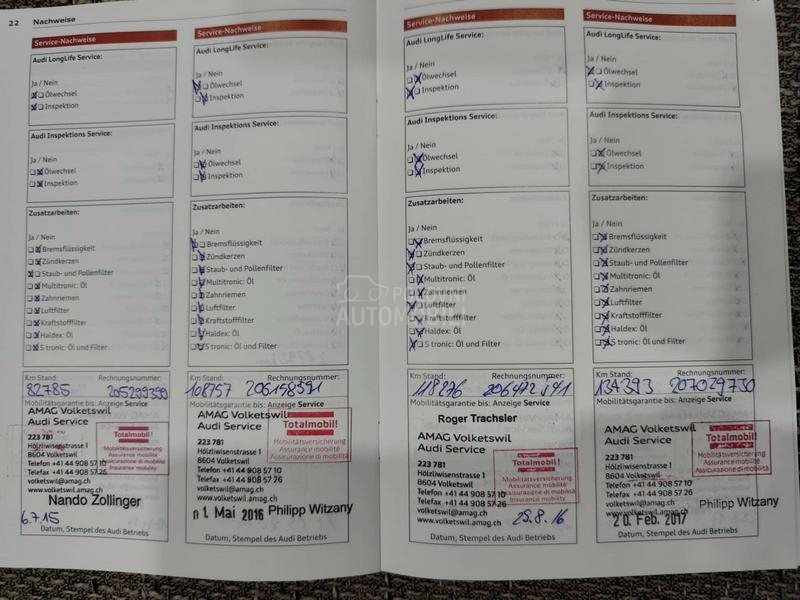 22 Nachweise
Service-Nachweise
Audi LongLife Service:
Ja / Nein
Ölwechsel
Inspektion
Audi Inspektions Service:
Ja / Nein
Ölwechsel
Inspektion
Zusatzarbeiten:
Ja / Nein
Bremsflüssigkeit
Zündkerzen
Staub- und Pollenfilter
Multitronic: Öl
Zahnriemen
Luftfilter
Kraftstofffilter
Haldex: Öl
S tronic: Öl und Filter
Km Stand: Rechnungsnummer:
82785 205299399
Mobilitätsgarantie bis: Anzeige Service
AMAG Volketswil
Audi Service
223 781
Hölzliwisenstrasse 1
8604 Volketswil
Telefon +41 44 908 57 10
Telefax +41 44 908 57 26
volketswil@amag.ch
www.volketswil.amag.ch
Totalmobil!
Mobilitätsversicherung
Assurance mobilité
Assicurazione di mobilità
Insurance mobility
Nando Zollinger
6.7.15
Datum, Stempel des Audi Betriebs
Service-Nachweise
Audi LongLife Service:
Ja / Nein
Ölwechsel
Inspektion
Audi Inspektions Service:
Ja / Nein
Ölwechsel
Inspektion
Zusatzarbeiten:
Ja / Nein
Bremsflüssigkeit
Zündkerzen
Staub- und Pollenfilter
Multitronic: Öl
Zahnriemen
Luftfilter
Kraftstofffilter
Haldex: Öl
S tronic: Öl und Filter
Km Stand: Rechnungsnummer:
108757 206158591
Mobilitätsgarantie bis: Anzeige Service
AMAG Volketswil
Audi Service
223 781
Hölzliwisenstrasse 1
8604 Volketswil
Telefon +41 44 908 57 10
Telefax +41 44 908 57 26
volketswil@amag.ch
www.volketswil.amag.ch
Totalmobil!
Mobilitätsversicherung
Assurance mobilité
Assicurazione di mobilità
1. Mai 2016 Philipp Witzany
Datum, Stempel des Audi Betriebs
Service-Nachweise
Audi LongLife Service:
Ja / Nein
Ölwechsel
Inspektion
Audi Inspektions Service:
Ja / Nein
Ölwechsel
Inspektion
Zusatzarbeiten:
Ja / Nein
Bremsflüssigkeit
Zündkerzen
Staub- und Pollenfilter
Multitronic: Öl
Zahnriemen
Luftfilter
Kraftstofffilter
Haldex: Öl
S tronic: Öl und Filter
Km Stand: Rechnungsnummer:
118276
Mobilitätsgarantie bis: Anzeige Service
Roger Trachsler
AMAG Volketswil
Audi Service
223 781
Hölzliwisenstrasse 1
8604 Volketswil
Telefon +41 44 908 57 10
Telefax +41 44 908 57 26
volketswil@amag.ch
www.volketswil.amag.ch
Totalmobil!
Mobilitätsversicherung
Assurance mobilité
Assicurazione di mobilità
Insurance mobility
25.8.16
Datum, Stempel des Audi Betriebs
Service-Nachweise
Audi LongLife Service:
Ja / Nein
Ölwechsel
Inspektion
Audi Inspektions Service:
Ja / Nein
Ölwechsel
Inspektion
Zusatzarbeiten:
Ja / Nein
Bremsflüssigkeit
Zündkerzen
Staub- und Pollenfilter
Multitronic: Öl
Zahnriemen
Luftfilter
Kraftstofffilter
Haldex: Öl
S tronic: Öl und Filter
Km Stand: Rechnungsnummer:
134393 207029730
Mobilitätsgarantie bis: Anzeige Service
AMAG Volketswil
Audi Service
223 781
Hölzliwisenstrasse 1
8604 Volketswil
Telefon +41 44 908 57 10
Telefax +41 44 908 57 26
volketswil@amag.ch
www.volketswil.amag.ch
Totalmobil!
Mobilitätsversicherung
Assurance mobilité
Assicurazione di mobilità
Insurance mobility
20. Feb. 2017 Philipp Witzany
Datum, Stempel des Audi Betriebs